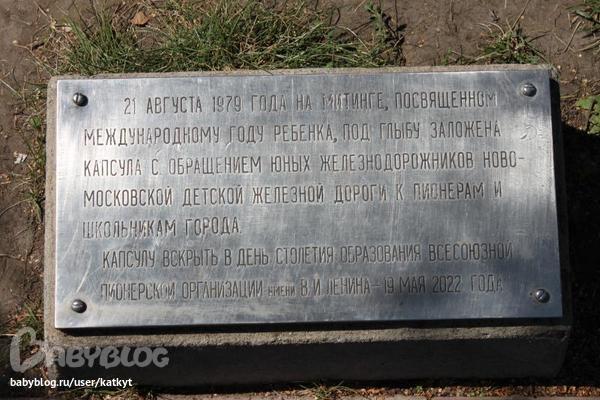 21 АВГУСТА 1979 ГОДА НА МИТИНГЕ, ПОСВЯЩЕННОМ
МЕЖДУНАРОДНОМУ ГОДУ РЕБЕНКА, ПОД ГЛЫБУ ЗАЛОЖЕНА
КАПСУЛА С ОБРАЩЕНИЕМ ЮНЫХ ЖЕЛЕЗНОДОРОЖНИКОВ НОВО-
МОСКОВСКОЙ ДЕТСКОЙ ЖЕЛЕЗНОЙ ДОРОГИ К ПИОНЕРАМ И
ШКОЛЬНИКАМ ГОРОДА.
КАПСУЛУ ВСКРЫТЬ В ДЕНЬ СТОЛЕТИЯ ОБРАЗОВАНИЯ ВСЕСОЮЗНОЙ
ПИОНЕРСКОЙ ОРГАНИЗАЦИИ ИМЕНИ В.И.ЛЕНИНА – 19 МАЯ 2022 ГОДА
BABYBLOG
babyblog.ru/user/katkyt